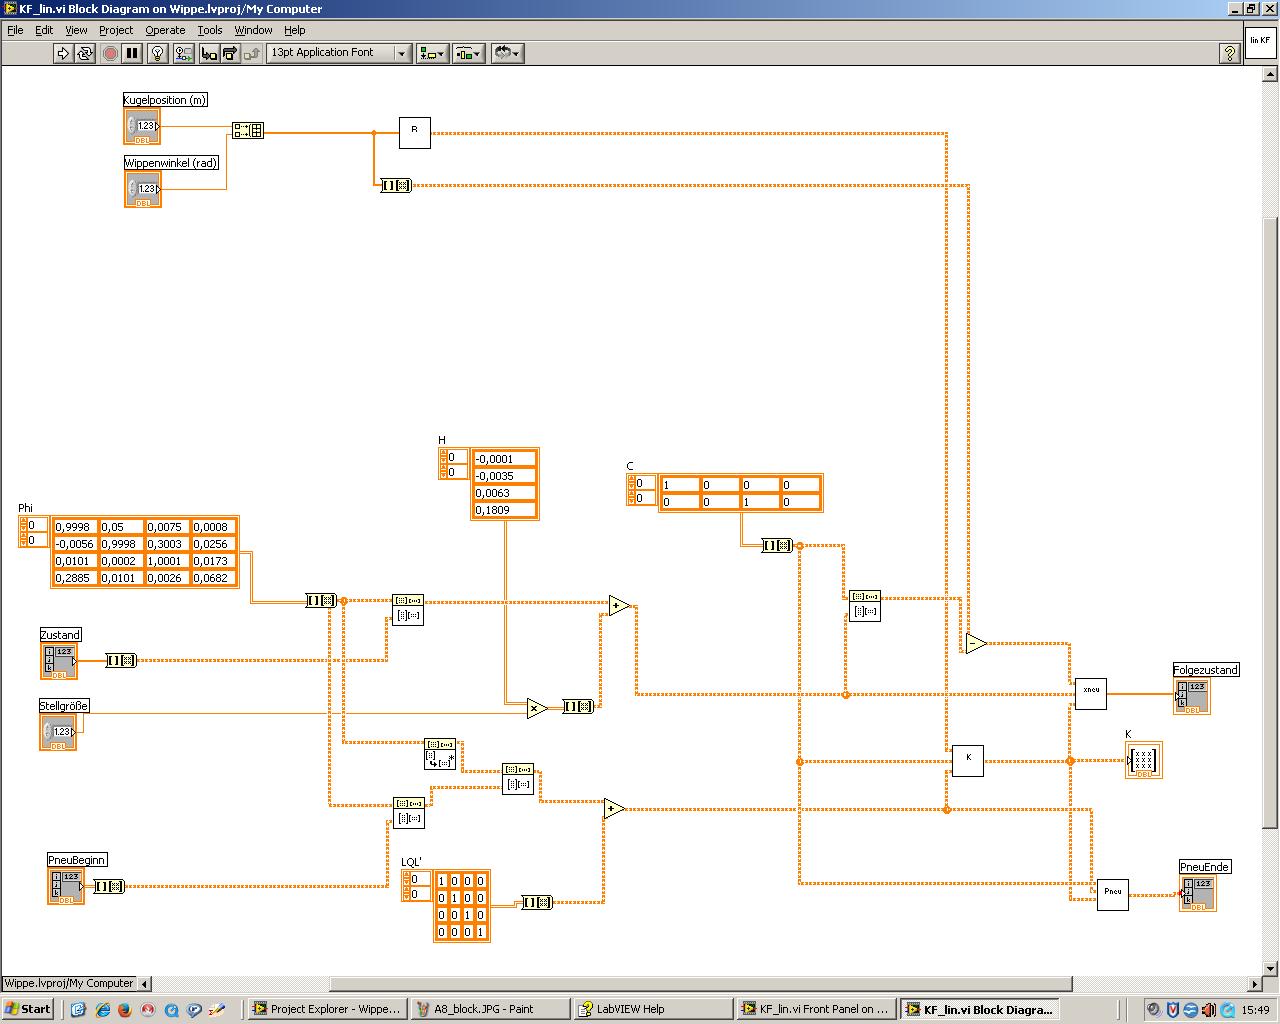 KF_lin.vi Block Diagram on Wippe.lvproj/My Computer
File Edit View Project Operate Tools Window Help
13pt Application Font
lin KF
Kugelposition (m)
1.23
DBL
R
Wippenwinkel (rad)
1.23
DBL
H
0 -0,0001
0 -0,0035
0,0063
0,1809
C
0 1 0 0 0
0 0 0 1 0
Phi
0 0,9998 0,05 0,0075 0,0008
0 -0,0056 0,9998 0,3003 0,0256
0,0101 0,0002 1,0001 0,0173
0,2885 0,0101 0,0026 0,0682
Zustand
123
DBL
Folgezustand
xneu
123
DBL
Stellgröße
1.23
DBL
K
K
DBL
PneuBeginn
123
DBL
LQL'
0 1 0 0 0
0 0 1 0 0
0 0 1 0
0 0 0 1
PneuEnde
Pneu
123
DBL
Wippe.lvproj/My Computer
Start
Project Explorer - Wippe...
A8_block.JPG - Paint
LabVIEW Help
KF_lin.vi Front Panel on ...
KF_lin.vi Block Diagra...
15:49